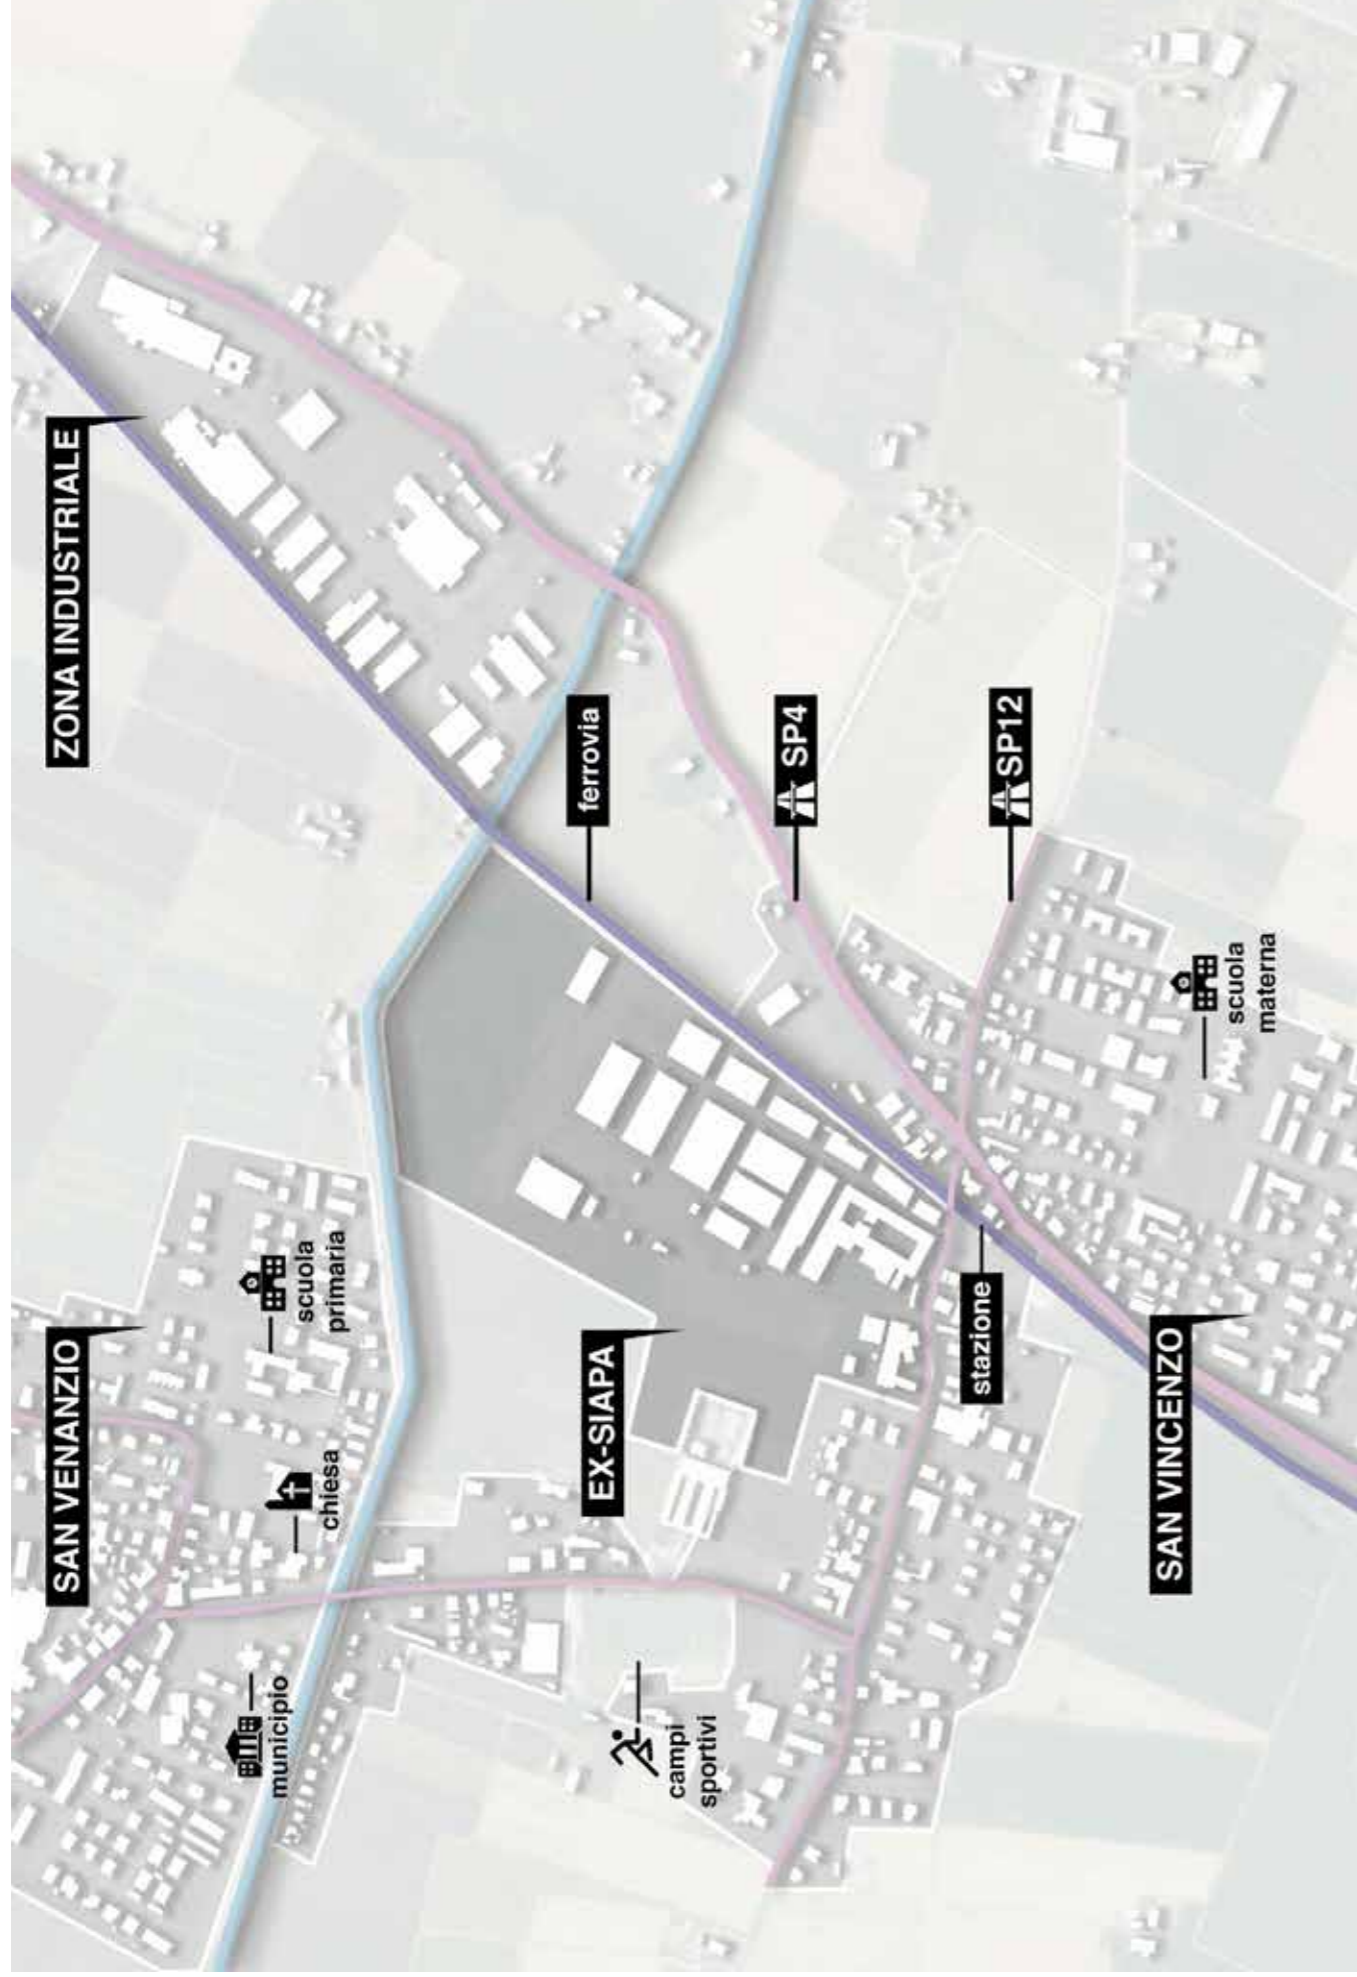 SAN VENANZIO
ZONA INDUSTRIALE
municipio
chiesa
scuola
primaria
ferrovia
EX-SIAPA
campi
sportivi
SP4
stazione
SP12
SAN VINCENZO
scuola
materna